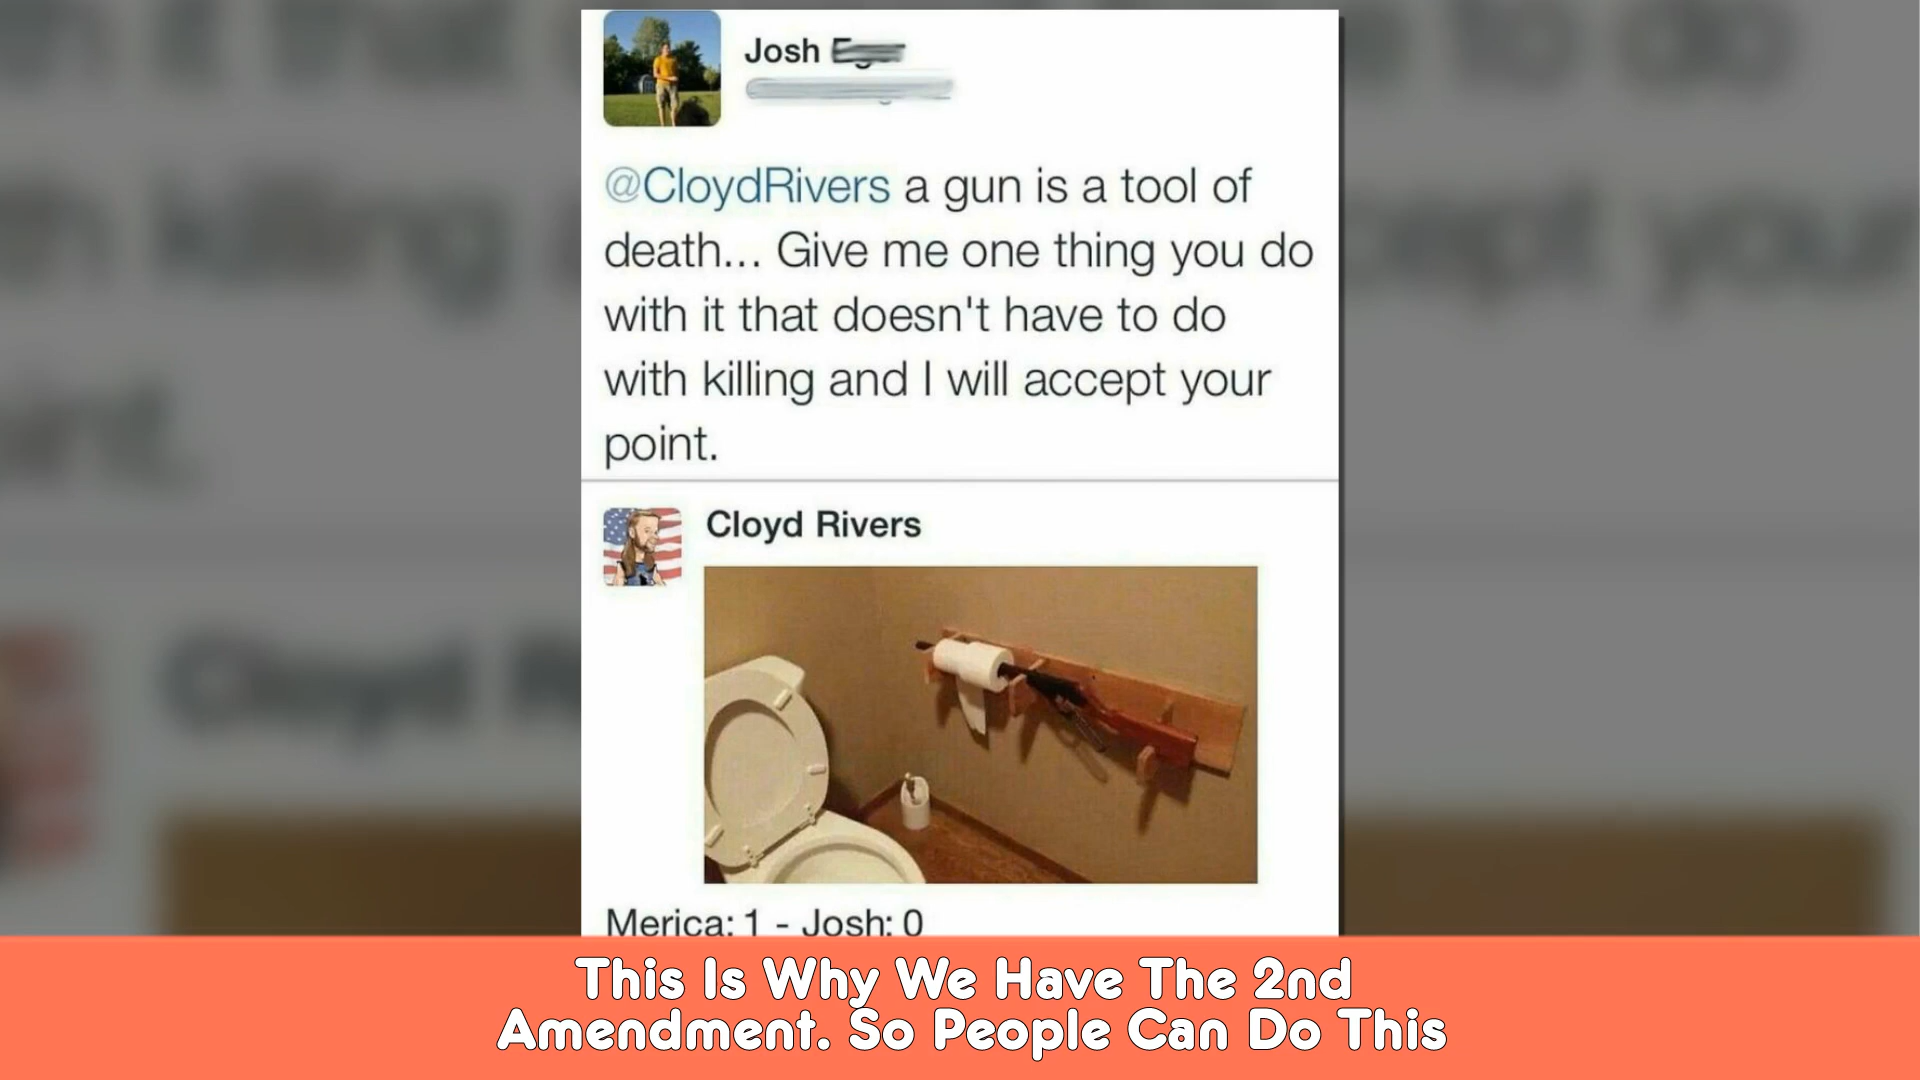 Josh
@CloydRivers a gun is a tool of
death... Give me one thing you do
with it that doesn't have to do
with killing and I will accept your
point.
Cloyd Rivers
Merica: 1 - Josh: 0
This Is Why We Have The 2nd
Amendment. So People Can Do This